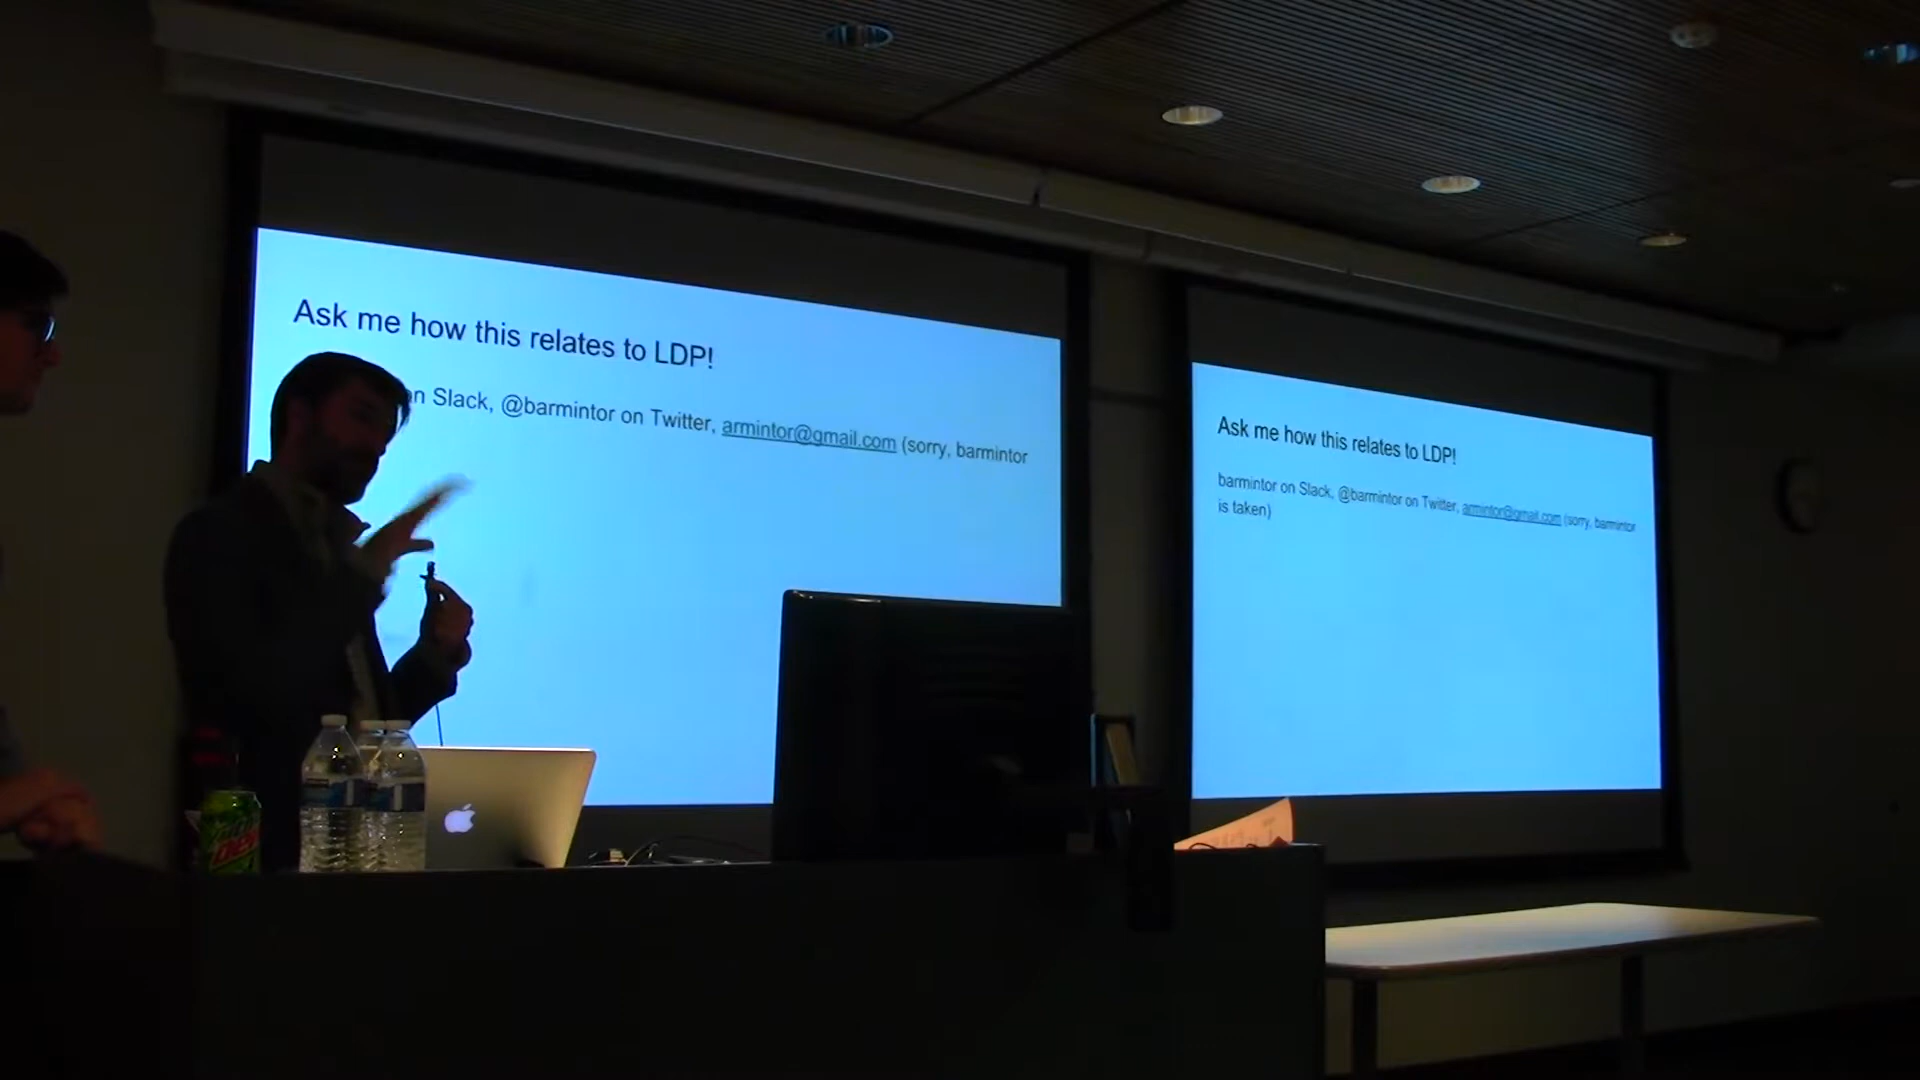 Ask me how this relates to LDP!
on Slack, @barmintor on Twitter, armintor@gmail.com (sorry, barmintor
Ask me how this relates to LDP!
barmintor on Slack, @barmintor on Twitter, armintor@gmail.com (sorry, barmintor
is taken)